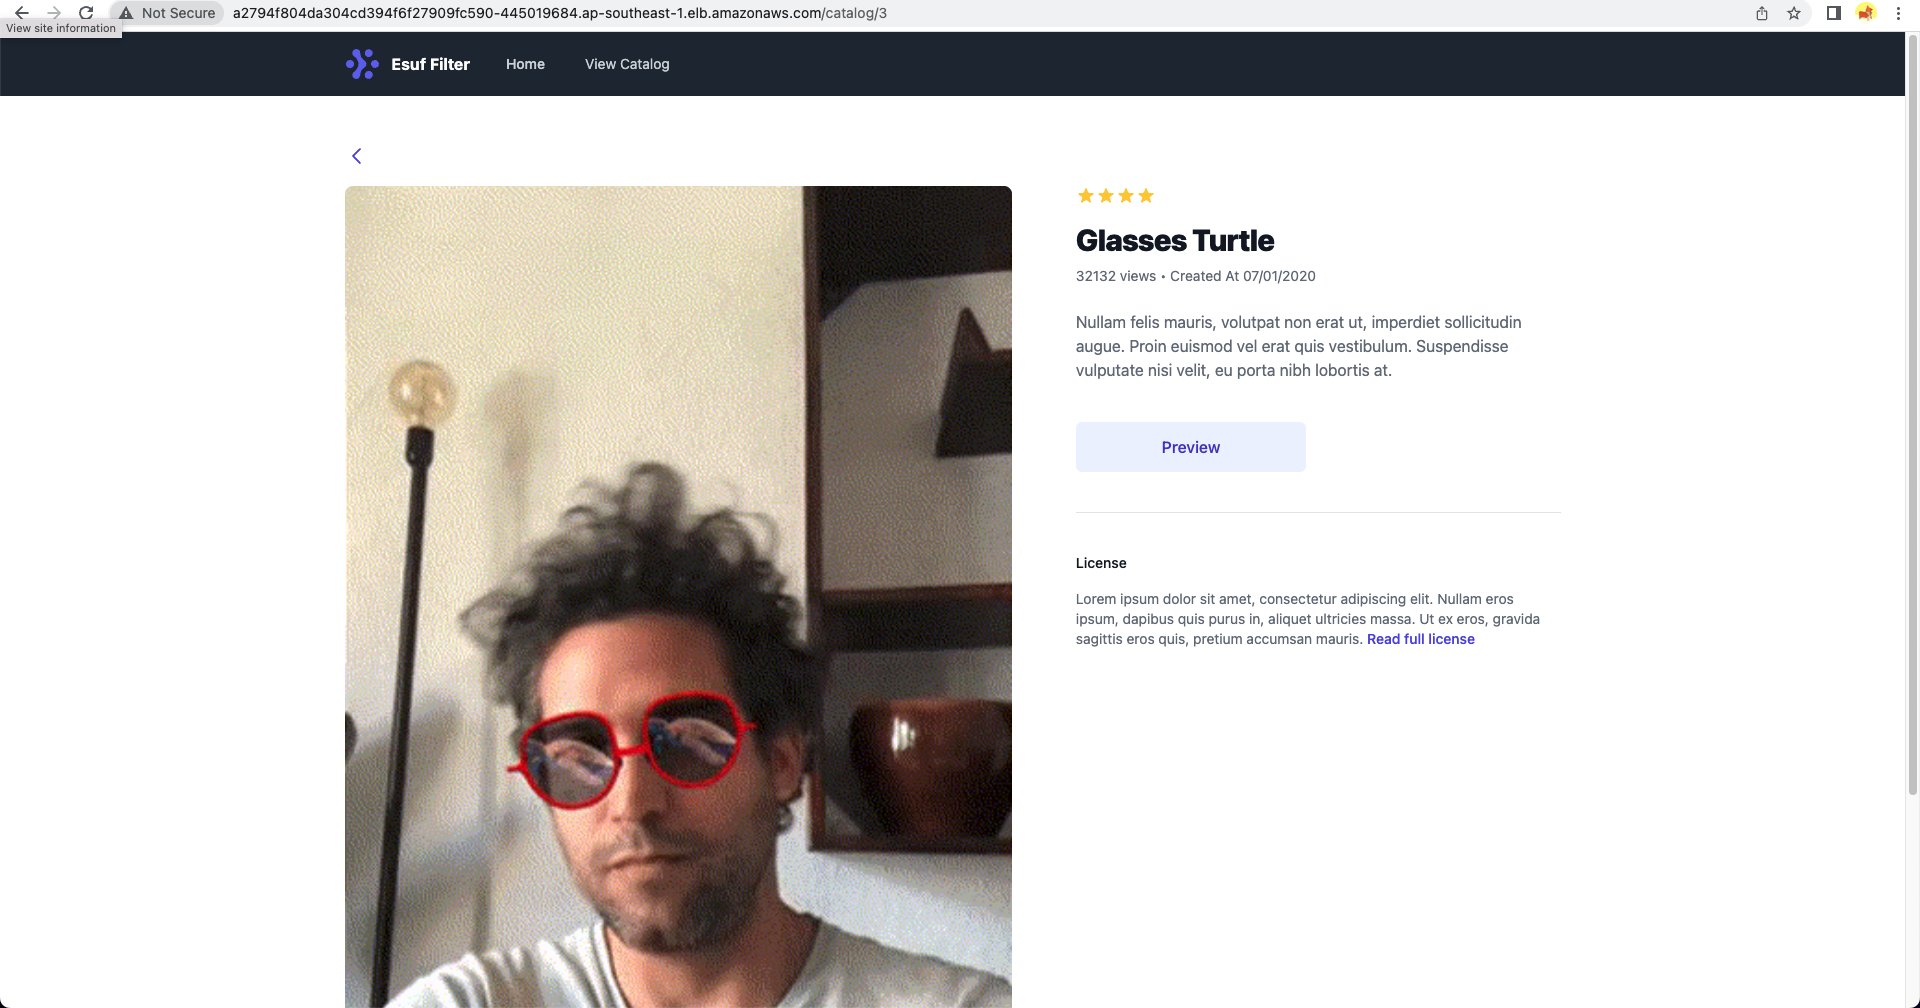 Not Secure
a2794f804da304cd394f6f27909fc590-445019684.ap-southeast-1.elb.amazonaws.com/catalog/3
View site information
Esuf Filter
Home
View Catalog
Glasses Turtle
32132 views • Created At 07/01/2020
Nullam felis mauris, volutpat non erat ut, imperdiet sollicitudin
augue. Proin euismod vel erat quis vestibulum. Suspendisse
vulputate nisi velit, eu porta nibh lobortis at.
Preview
License
Lorem ipsum dolor sit amet, consectetur adipiscing elit. Nullam eros
ipsum, dapibus quis purus in, aliquet ultricies massa. Ut ex eros, gravida
sagittis eros quis, pretium accumsan mauris. Read full license